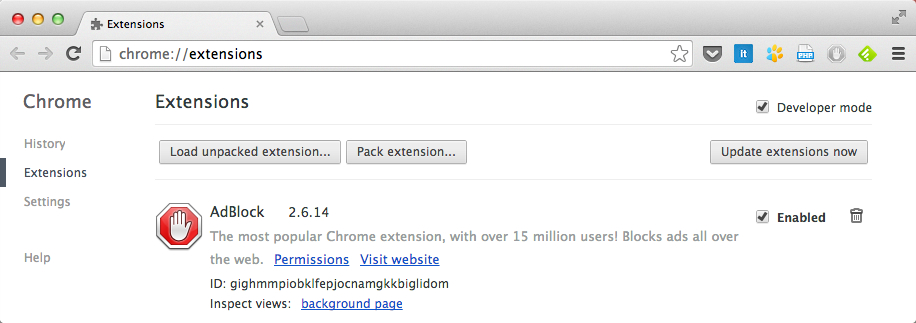 Extensions
chrome://extensions
It
PHP
Chrome
Extensions
Developer mode
History
Extensions
Settings
Help
Load unpacked extension... Pack extension... Update extensions now
AdBlock 2.6.14
Enabled
The most popular Chrome extension, with over 15 million users! Blocks ads all over
the web. Permissions Visit website
ID: gighmmpiobklfepjocnamgkkbiglidom
Inspect views: background page